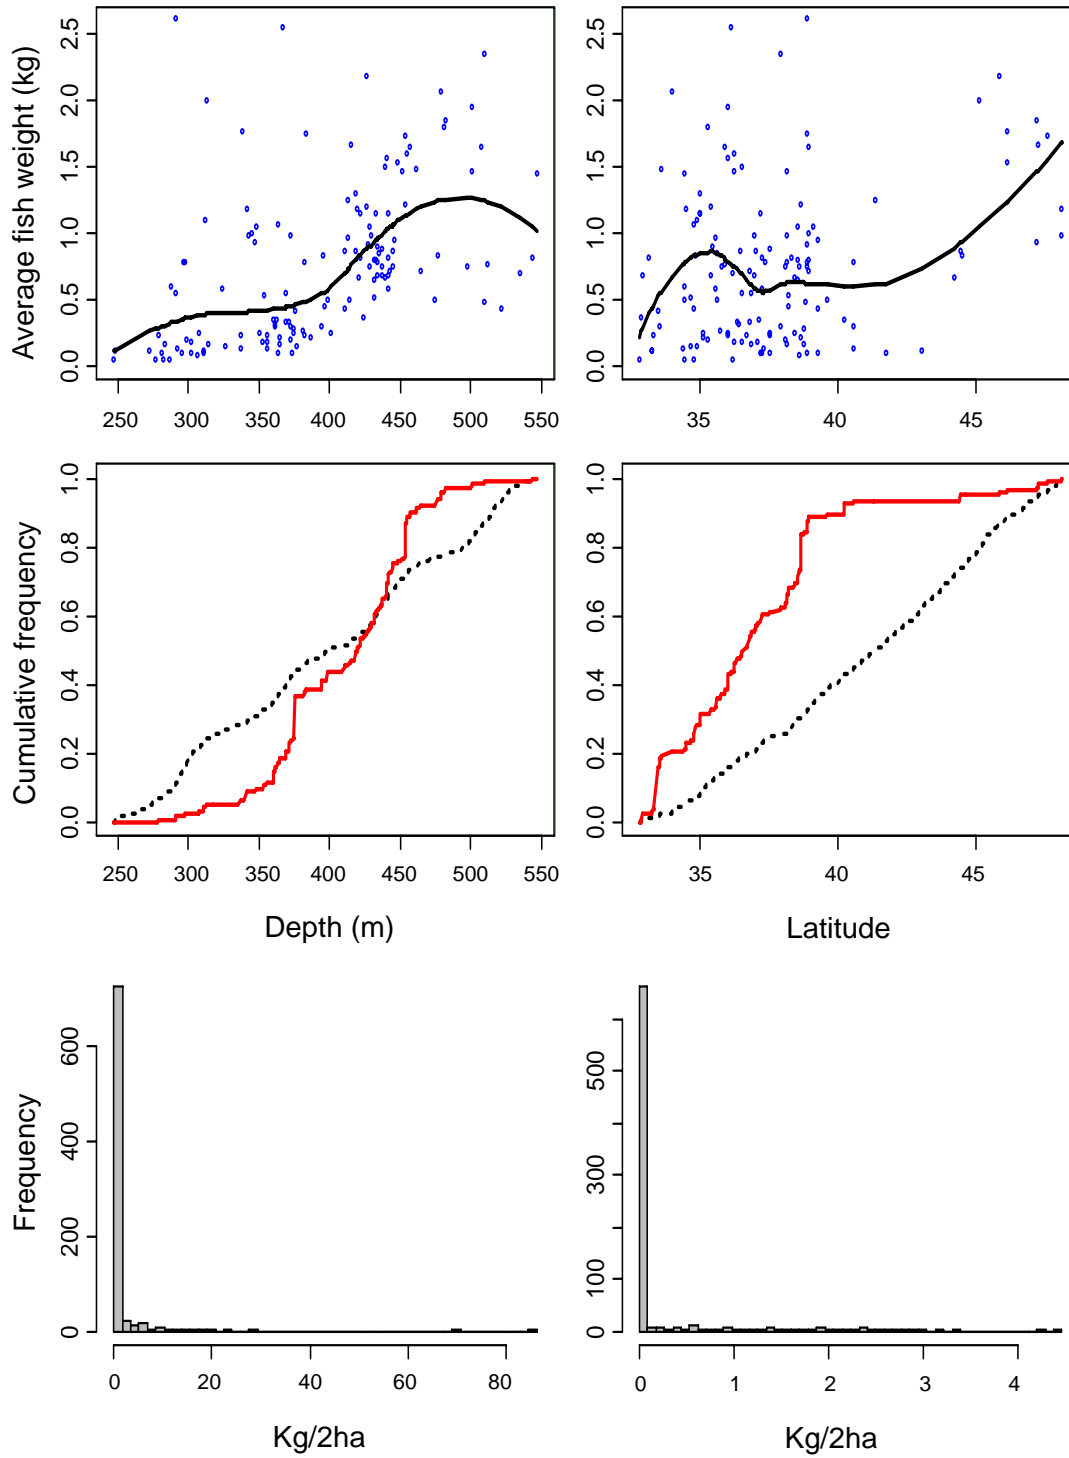 Average fish weight (kg)
0.0 0.5 1.0 1.5 2.0 2.5
250 300 350 400 450 500 550
0.0 0.5 1.0 1.5 2.0 2.5
35 40 45
Cumulative frequency
0.0 0.2 0.4 0.6 0.8 1.0
250 300 350 400 450 500 550
Depth (m)
0.0 0.2 0.4 0.6 0.8 1.0
35 40 45
Latitude
Frequency
0 200 400 600
0 20 40 60 80
Kg/2ha
0 100 300 500
0 1 2 3 4
Kg/2ha